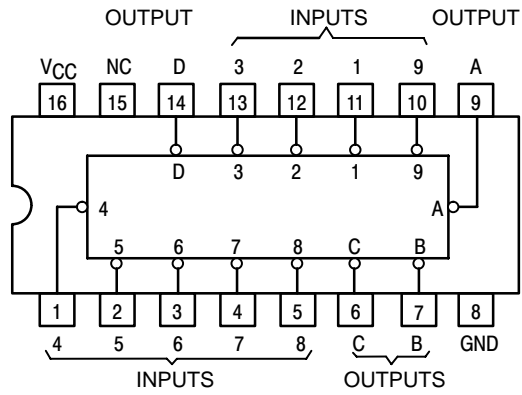 OUTPUT INPUTS OUTPUT
VCC NC D 3 2 1 9 A
16 15 14 13 12 11 10 9
D 3 2 1 9
4 A
5 6 7 8 C B
1 2 3 4 5 6 7 8
4 5 6 7 8 C B GND
INPUTS OUTPUTS